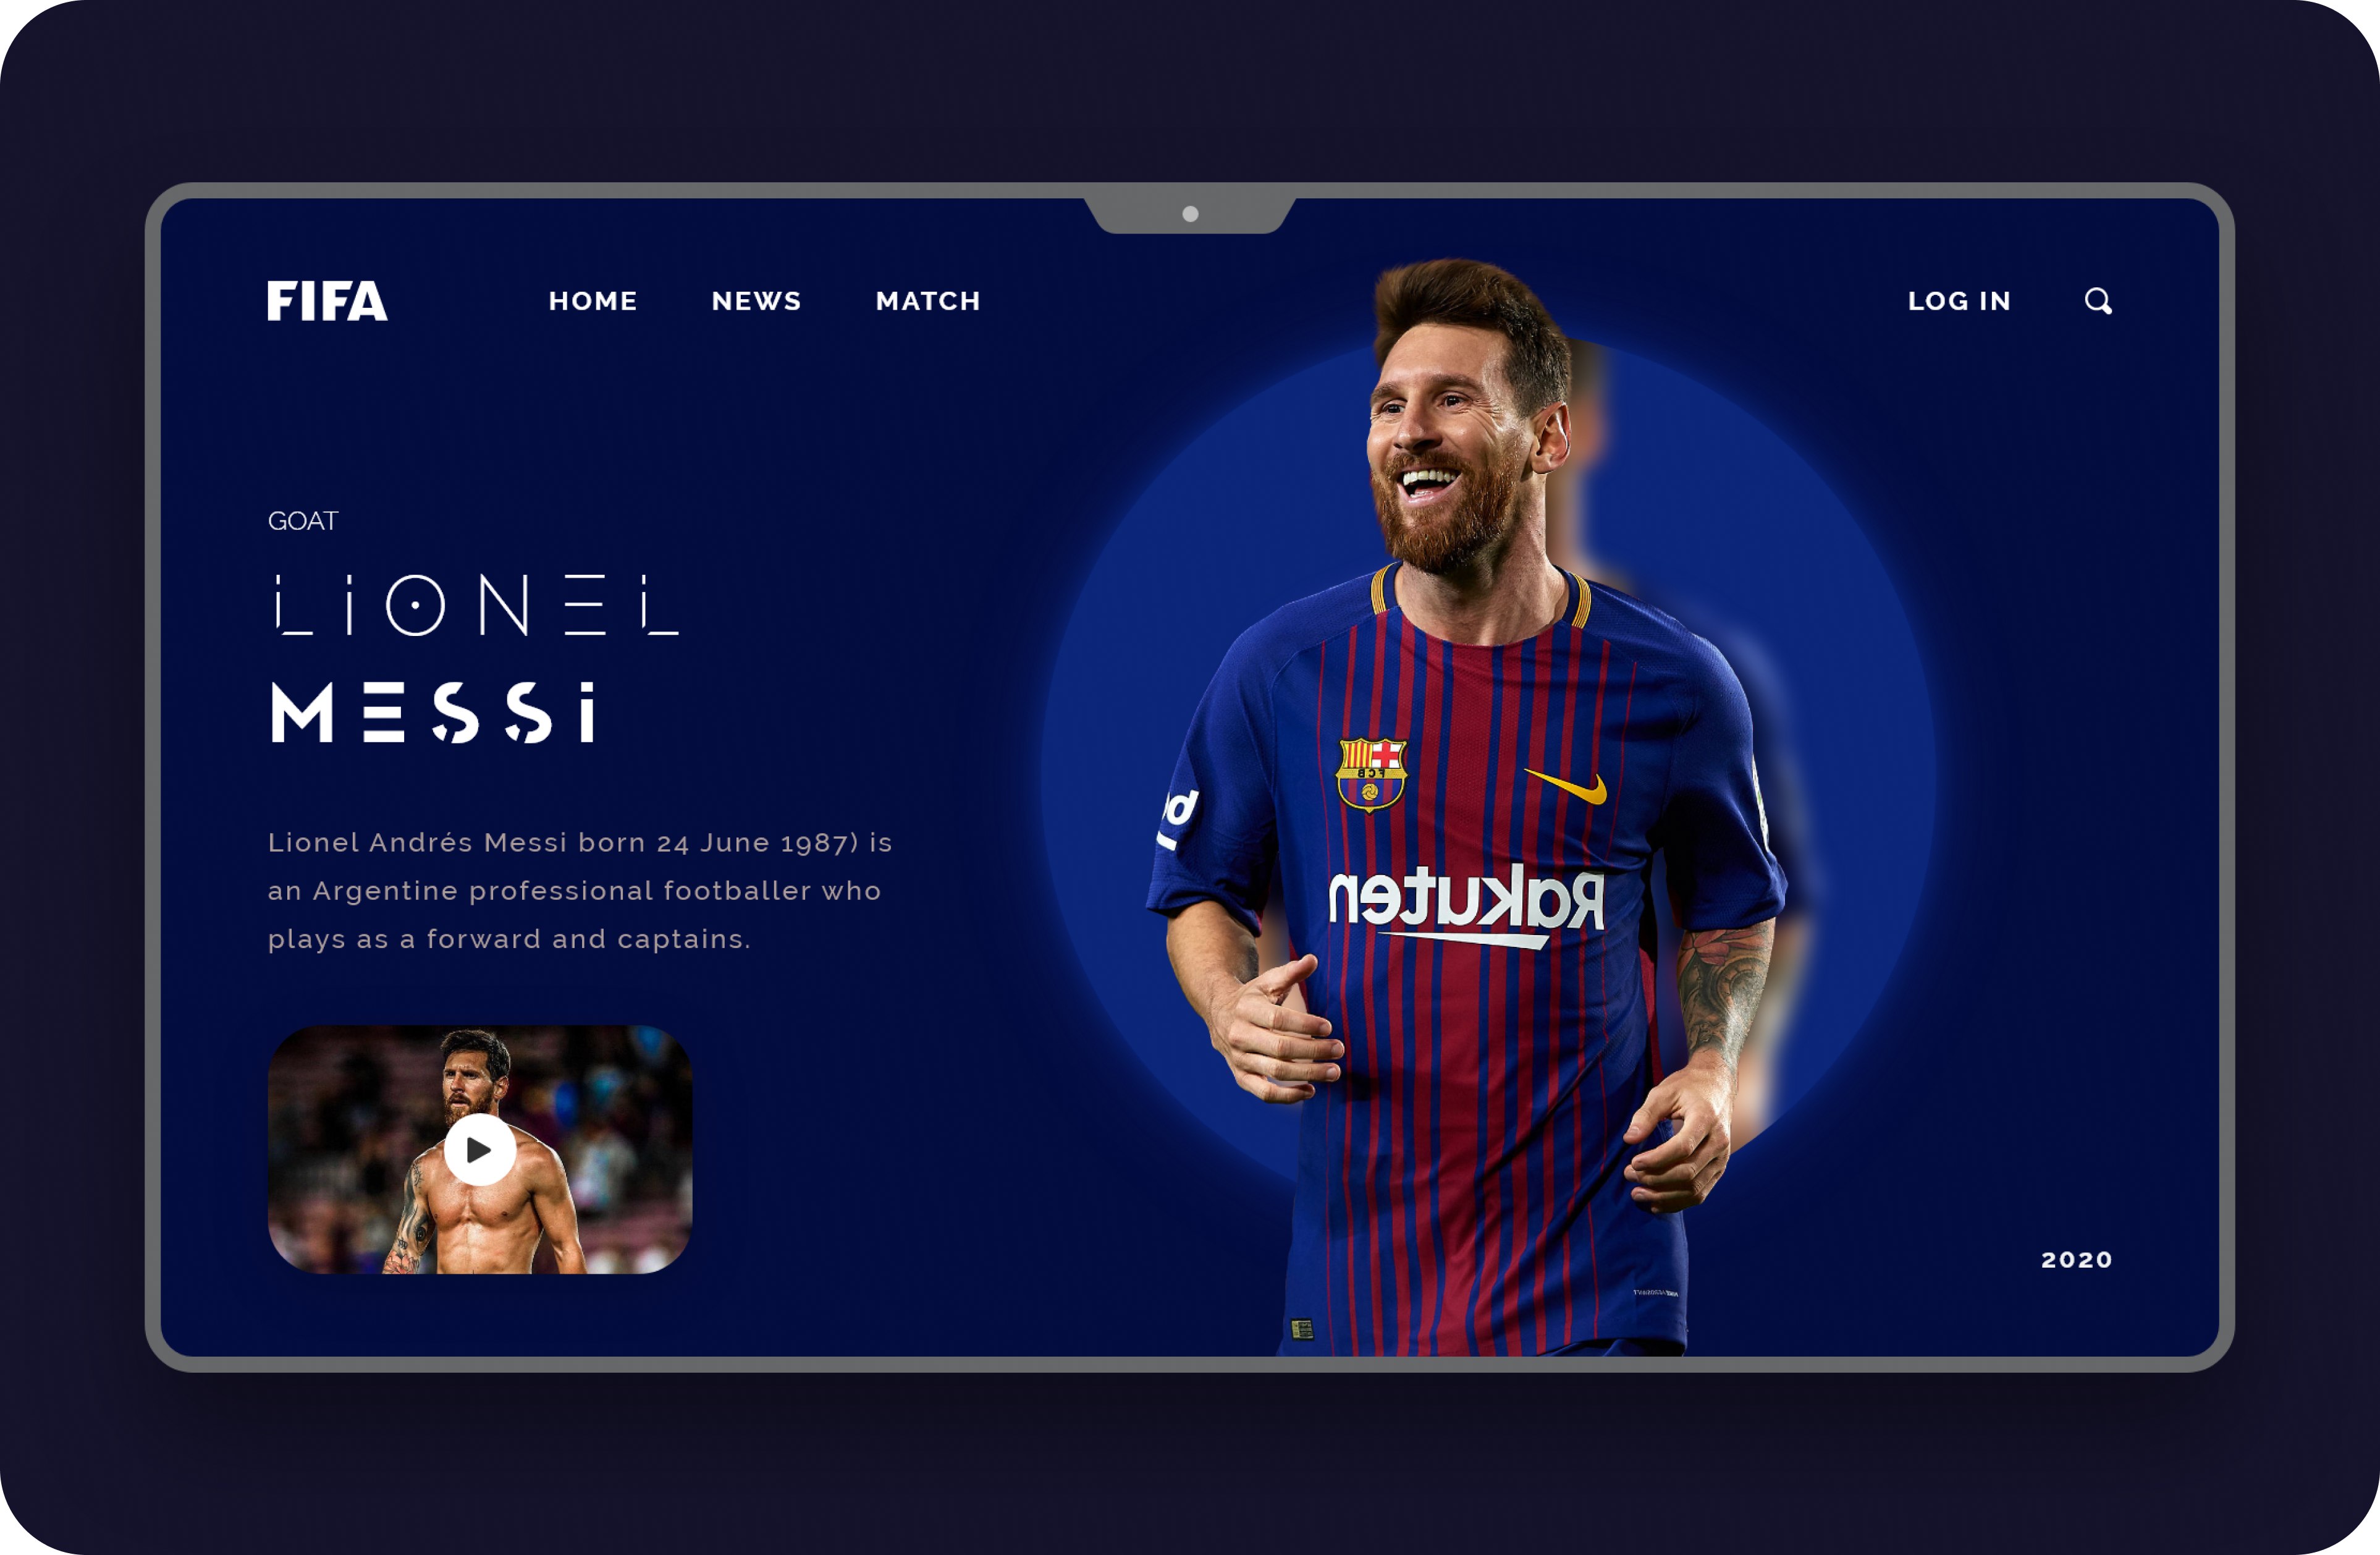 FIFA HOME NEWS MATCH LOG IN
GOAT
LiONEL
MESSi
Lionel Andrés Messi born 24 June 1987) is
an Argentine professional footballer who
plays as a forward and captains.
FCB
Rakuten
2020